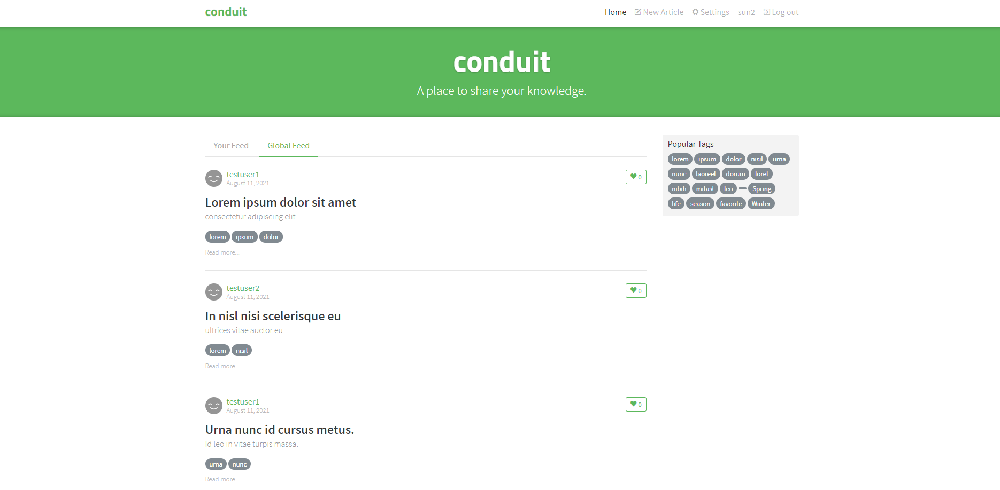 conduit
Home New Article Settings sun2 Log out
conduit
A place to share your knowledge.
Your Feed Global Feed
testuser1
August 11, 2021
0
Lorem ipsum dolor sit amet
consectetur adipiscing elit
lorem ipsum dolor
Read more...
testuser2
August 11, 2021
0
In nisl nisi scelerisque eu
ultrices vitae auctor eu.
lorem nisil
Read more...
testuser1
August 11, 2021
0
Urna nunc id cursus metus.
Id leo in vitae turpis massa.
urna nunc
Read more...
Popular Tags
lorem ipsum dolor nisil urna
nunc laoreet dorum loret
nibih mitast leo Spring
life season favorite Winter